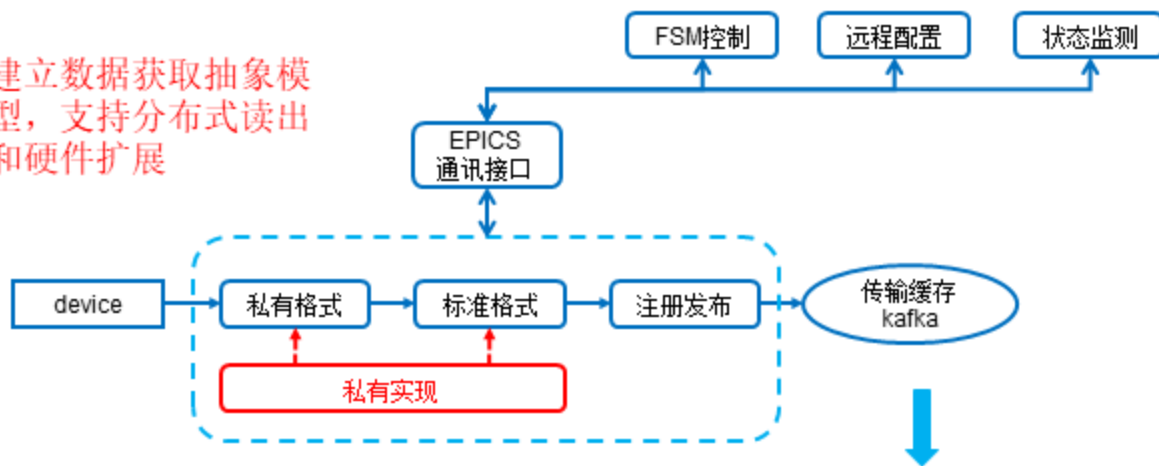 FSM控制
远程配置
状态监测
建立数据获取抽象模
型，支持分布式读出
和硬件扩展
EPICS
通讯接口
device
私有格式
标准格式
注册发布
传输缓存
kafka
私有实现